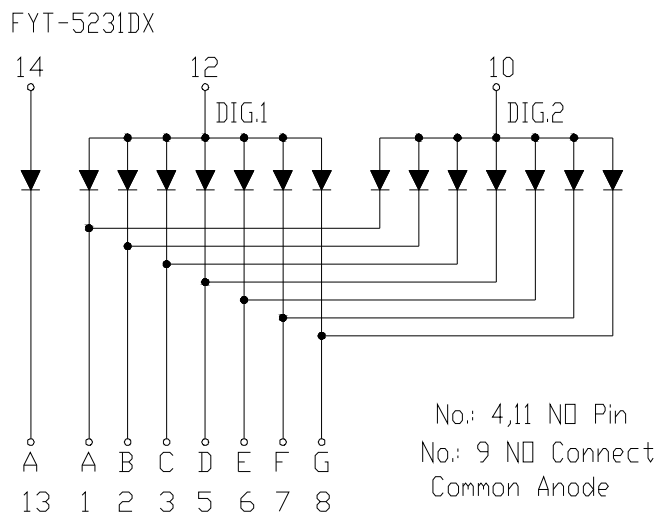 FYT-5231DX
14 12 10
DIG.1 DIG.2
No.: 4,11 NO Pin
No.: 9 NO Connect
Common Anode
A A B C D E F G
13 1 2 3 5 6 7 8